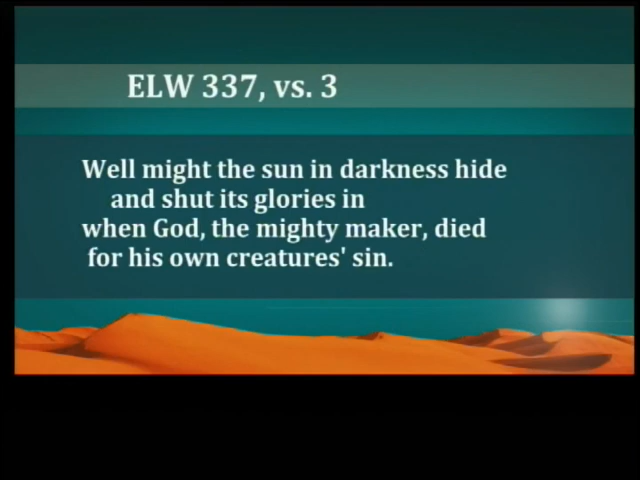 ELW 337, vs. 3
Well might the sun in darkness hide
and shut its glories in
when God, the mighty maker, died
for his own creatures' sin.